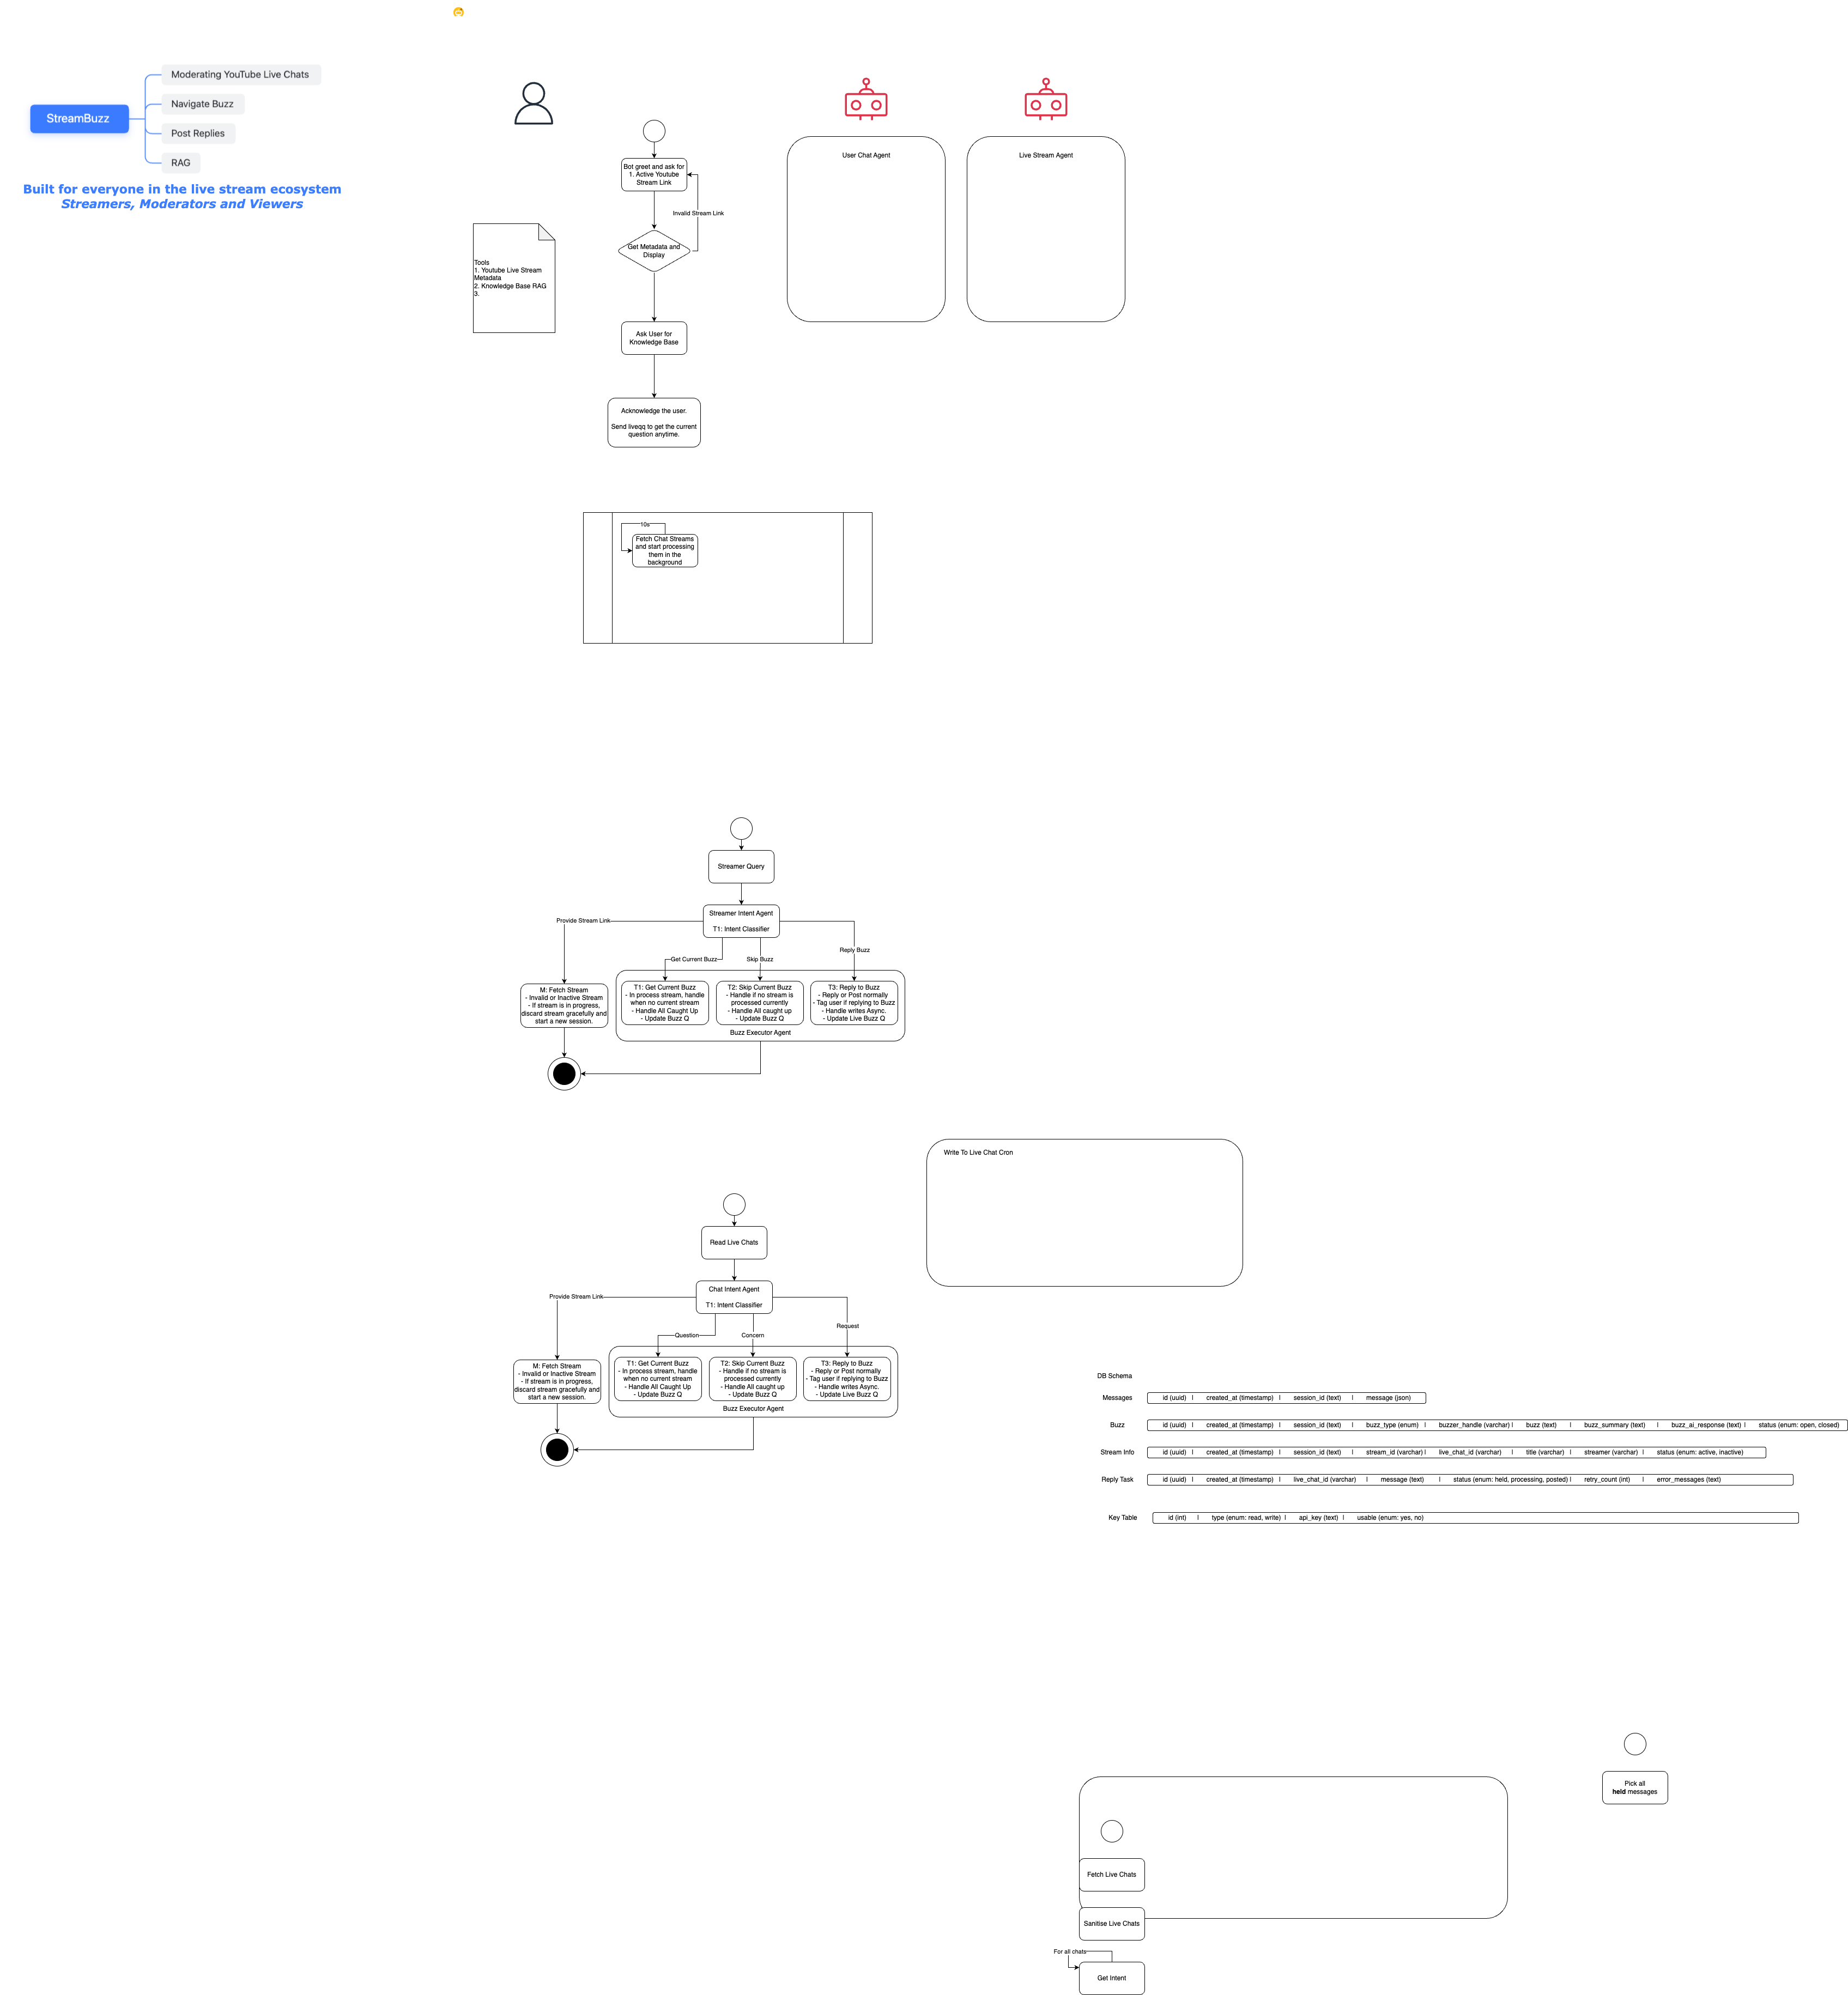 StreamBuzz
Moderating YouTube Live Chats
Navigate Buzz
Post Replies
RAG
Built for everyone in the live stream ecosystem
Streamers, Moderators and Viewers
Tools
1. Youtube Live Stream
Metadata
2. Knowledge Base RAG
3.
Bot greet and ask for
1. Active Youtube
Stream Link
Invalid Stream Link
Get Metadata and
Display
Ask User for
Knowledge Base
Acknowledge the user.
Send liveqq to get the current
question anytime.
User Chat Agent
Live Stream Agent
10s
Fetch Chat Streams
and start processing
them in the
background
Streamer Query
Streamer Intent Agent
T1: Intent Classifier
Provide Stream Link
Get Current Buzz
Skip Buzz
Reply Buzz
M: Fetch Stream
- Invalid or Inactive Stream
- If stream is in progress,
discard stream gracefully and
start a new session.
T1: Get Current Buzz
- In process stream, handle
when no current stream
- Handle All Caught Up
- Update Buzz Q
T2: Skip Current Buzz
- Handle if no stream is
processed currently
- Handle All caught up
- Update Buzz Q
T3: Reply to Buzz
- Reply or Post normally
- Tag user if replying to Buzz
- Handle writes Async.
- Update Live Buzz Q
Buzz Executor Agent
Write To Live Chat Cron
Read Live Chats
Chat Intent Agent
T1: Intent Classifier
Provide Stream Link
Question
Concern
Request
M: Fetch Stream
- Invalid or Inactive Stream
- If stream is in progress,
discard stream gracefully and
start a new session.
T1: Get Current Buzz
- In process stream, handle
when no current stream
- Handle All Caught Up
- Update Buzz Q
T2: Skip Current Buzz
- Handle if no stream is
processed currently
- Handle All caught up
- Update Buzz Q
T3: Reply to Buzz
- Reply or Post normally
- Tag user if replying to Buzz
- Handle writes Async.
- Update Live Buzz Q
Buzz Executor Agent
DB Schema
Messages id (uuid) | created_at (timestamp) | session_id (text) | message (json)
Buzz id (uuid) | created_at (timestamp) | session_id (text) | buzz_type (enum) | buzzer_handle (varchar) | buzz (text) | buzz_summary (text) | buzz_ai_response (text) | status (enum: open, closed)
Stream Info id (uuid) | created_at (timestamp) | session_id (text) | stream_id (varchar) | live_chat_id (varchar) | title (varchar) | streamer (varchar) | status (enum: active, inactive)
Reply Task id (uuid) | created_at (timestamp) | live_chat_id (varchar) | message (text) | status (enum: held, processing, posted) | retry_count (int) | error_messages (text)
Key Table id (int) | type (enum: read, write) | api_key (text) | usable (enum: yes, no)
Pick all
held messages
Fetch Live Chats
Sanitise Live Chats
For all chats
Get Intent